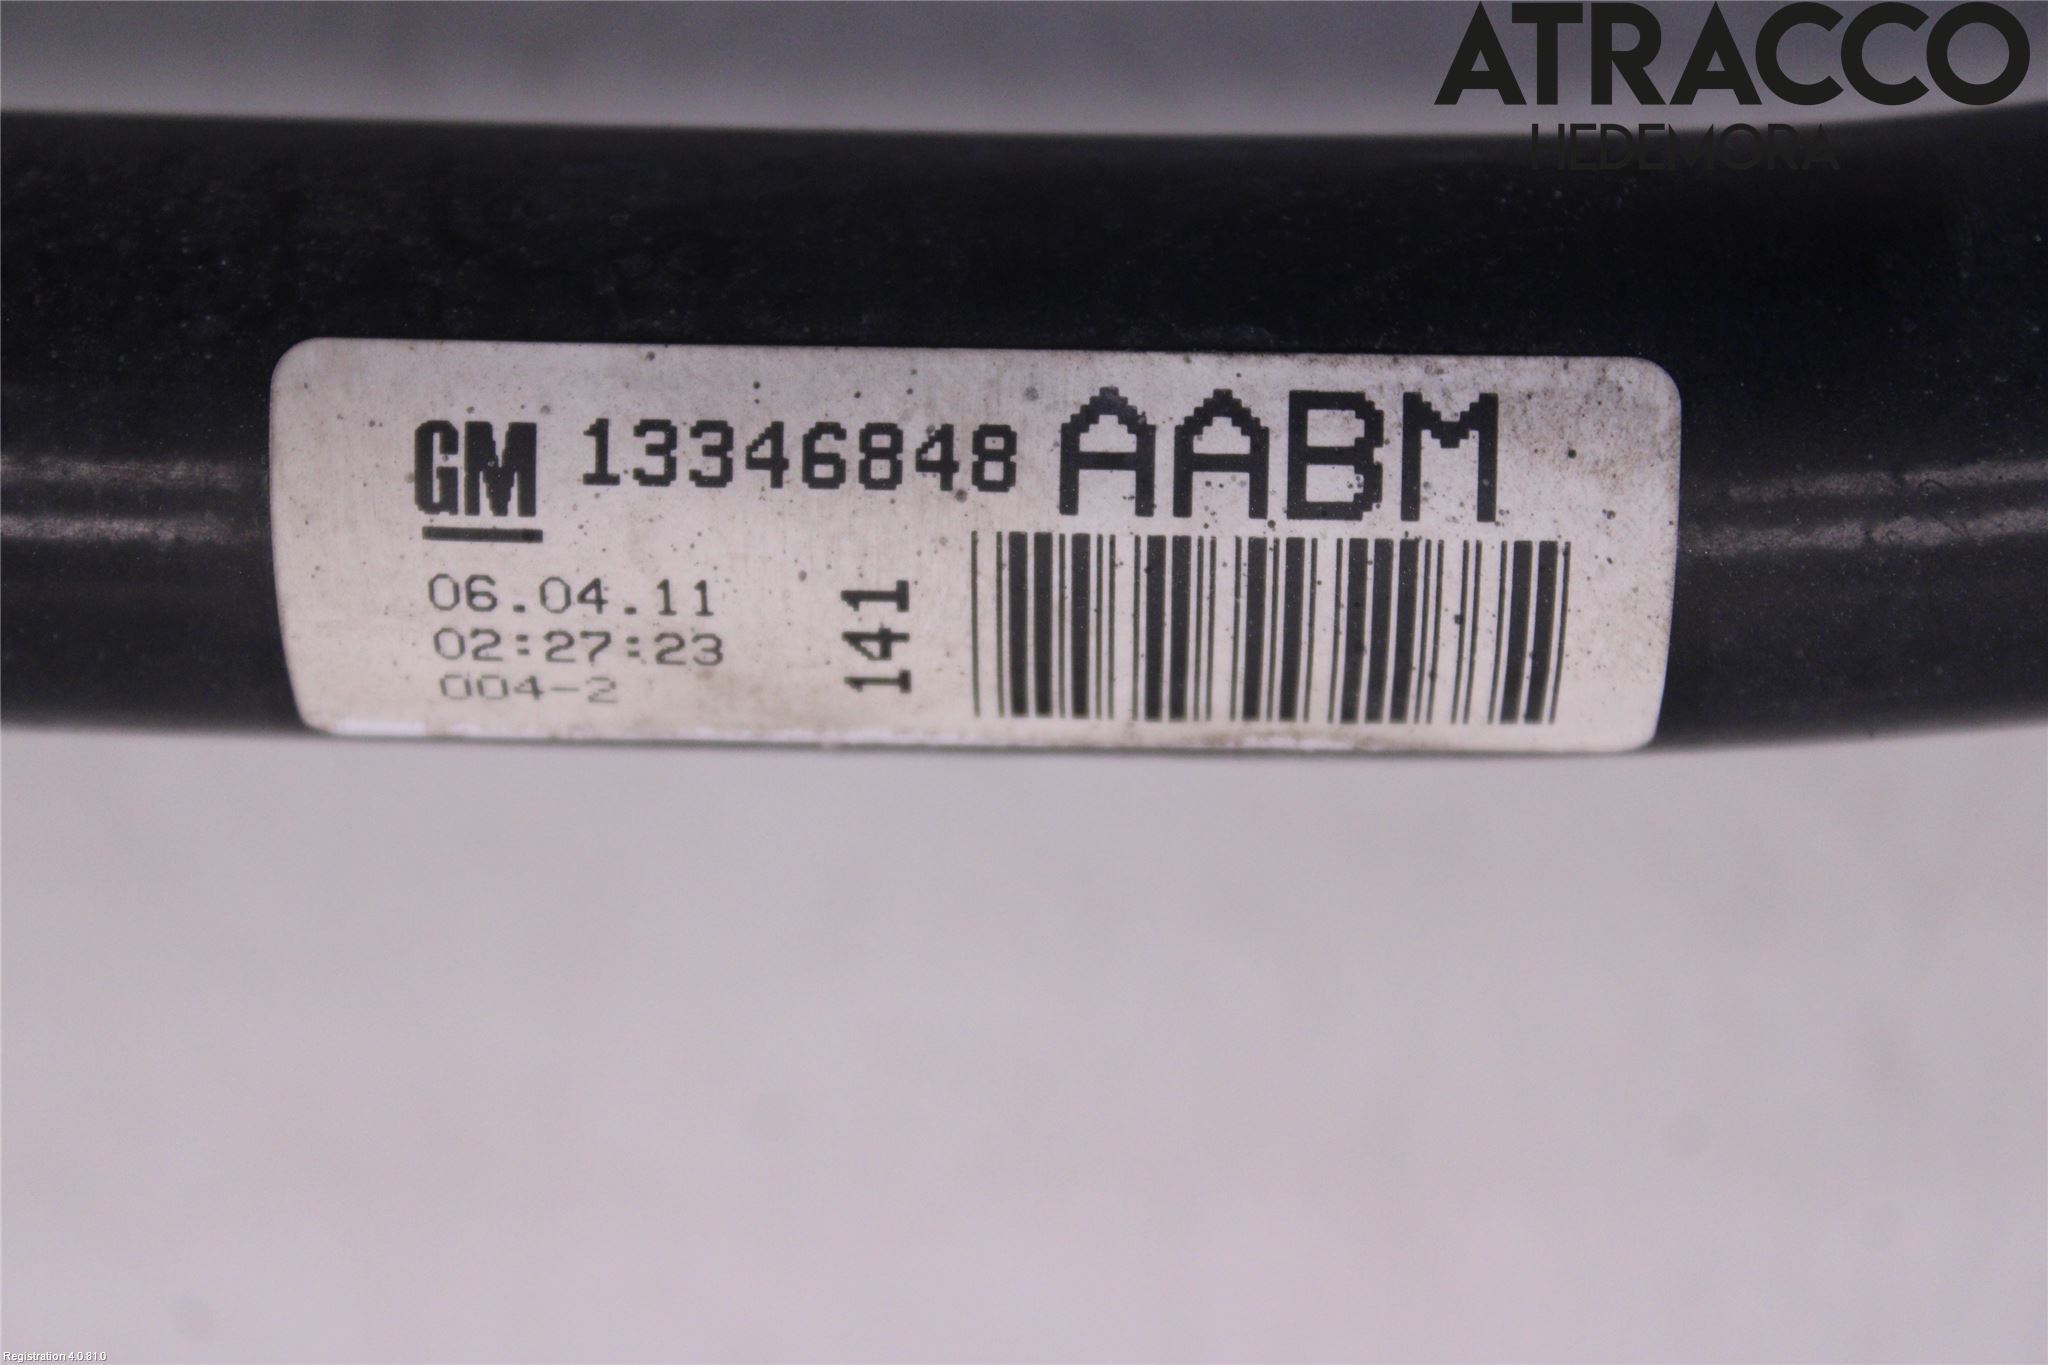 ATRACCO
HEDEMORA
GM 13346848 AABM
06.04.11
02:27:23
004-2
141
Registration 4.0.81.0